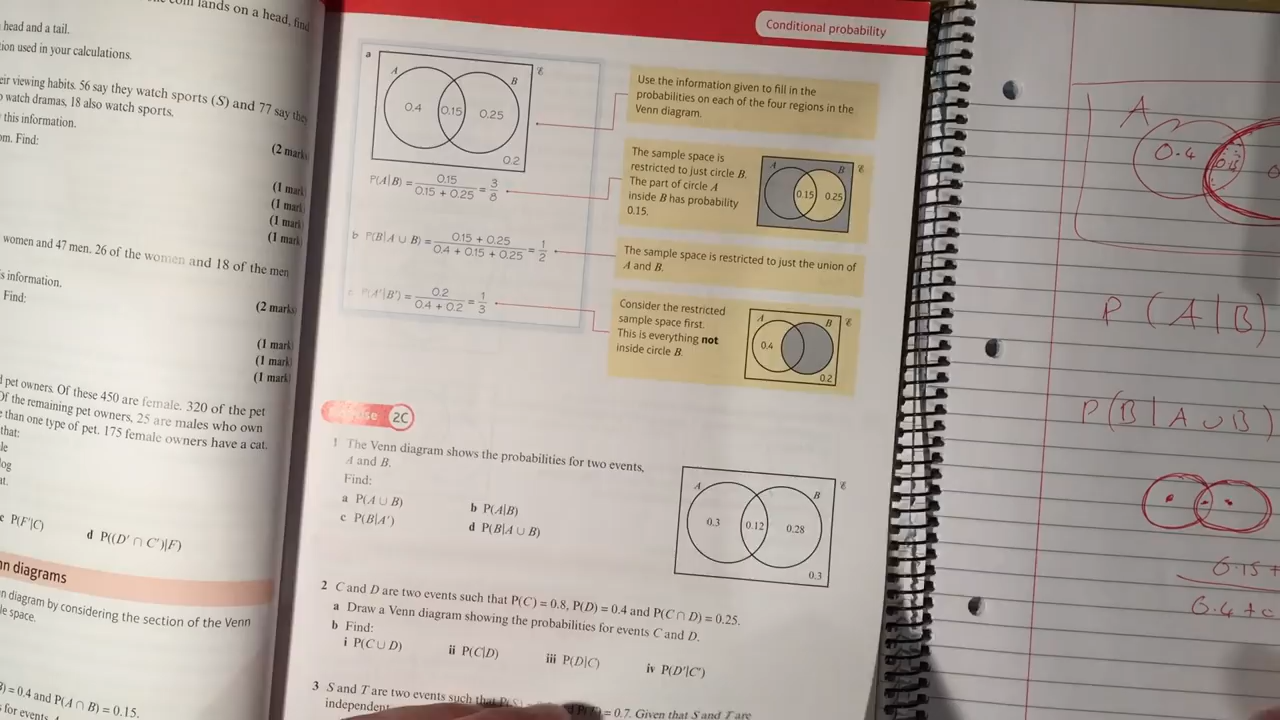 lands on a head, find
head and a tail.
ion used in your calculations.
eir viewing habits. 56 say they watch sports (S) and 77 say they
watch dramas, 18 also watch sports.
this information.
om. Find:
(2 marks
(1 mark
(1 mark
(1 mark
(1 mark
women and 47 men. 26 of the women and 18 of the men
s information.
Find:
(2 marks
(1 mark
(1 mark
(1 mark
pet owners. Of these 450 are female. 320 of the pet
Of the remaining pet owners, 25 are males who own
than one type of pet. 175 female owners have a cat.
that:
le
log
at.
e P(F'|C)
d P((D' ∩ C')|F)
nn diagrams
n diagram by considering the section of the Venn
le space.
) = 0.4 and P(A ∩ B) = 0.15.
s for events A
Conditional probability
a
A
B
ℰ
0.4
0.15
0.25
0.2
P(A|B) = 0.15 / 0.15 + 0.25 = 3/8
b P(B|A ∪ B) = 0.15 + 0.25 / 0.4 + 0.15 + 0.25 = 1/2
c P(A'|B') = 0.2 / 0.4 + 0.2 = 1/3
Use the information given to fill in the
probabilities on each of the four regions in the
Venn diagram.
The sample space is
restricted to just circle B.
The part of circle A
inside B has probability
0.15.
A
B
ℰ
0.15
0.25
The sample space is restricted to just the union of
A and B.
Consider the restricted
sample space first.
This is everything not
inside circle B.
A
B
ℰ
0.4
0.2
Exercise 2C
1 The Venn diagram shows the probabilities for two events,
A and B.
Find:
a P(A ∪ B)
b P(A|B)
c P(B|A')
d P(B|A ∪ B)
A
B
ℰ
0.3
0.12
0.28
0.3
2 C and D are two events such that P(C) = 0.8, P(D) = 0.4 and P(C ∩ D) = 0.25.
a Draw a Venn diagram showing the probabilities for events C and D.
b Find:
i P(C ∪ D)
ii P(C|D)
iii P(D|C)
iv P(D'|C')
3 S and T are two events such that P(S) = 0.7. Given that S and T are
independent
A
0.4
0.15
P(A|B)
P(B|A∪B)
0.15+
0.4+